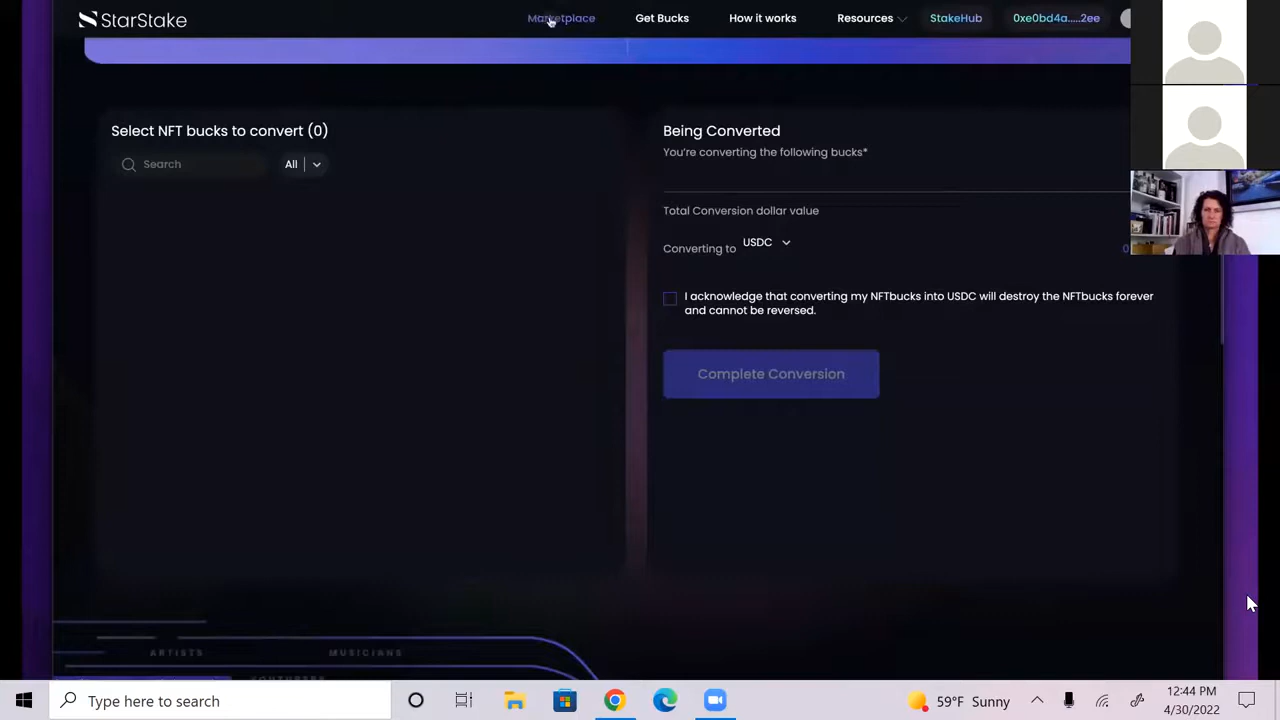 StarStake
Marketplace
Get Bucks
How it works
Resources
StakeHub
0xe0bd4a.....2ee
Select NFT bucks to convert (0)
Search
All
Being Converted
You're converting the following bucks*
Total Conversion dollar value
Converting to
USDC
0
I acknowledge that converting my NFTbucks into USDC will destroy the NFTbucks forever
and cannot be reversed.
Complete Conversion
ARTISTS
MUSICIANS
Type here to search
59°F Sunny
12:44 PM
4/30/2022